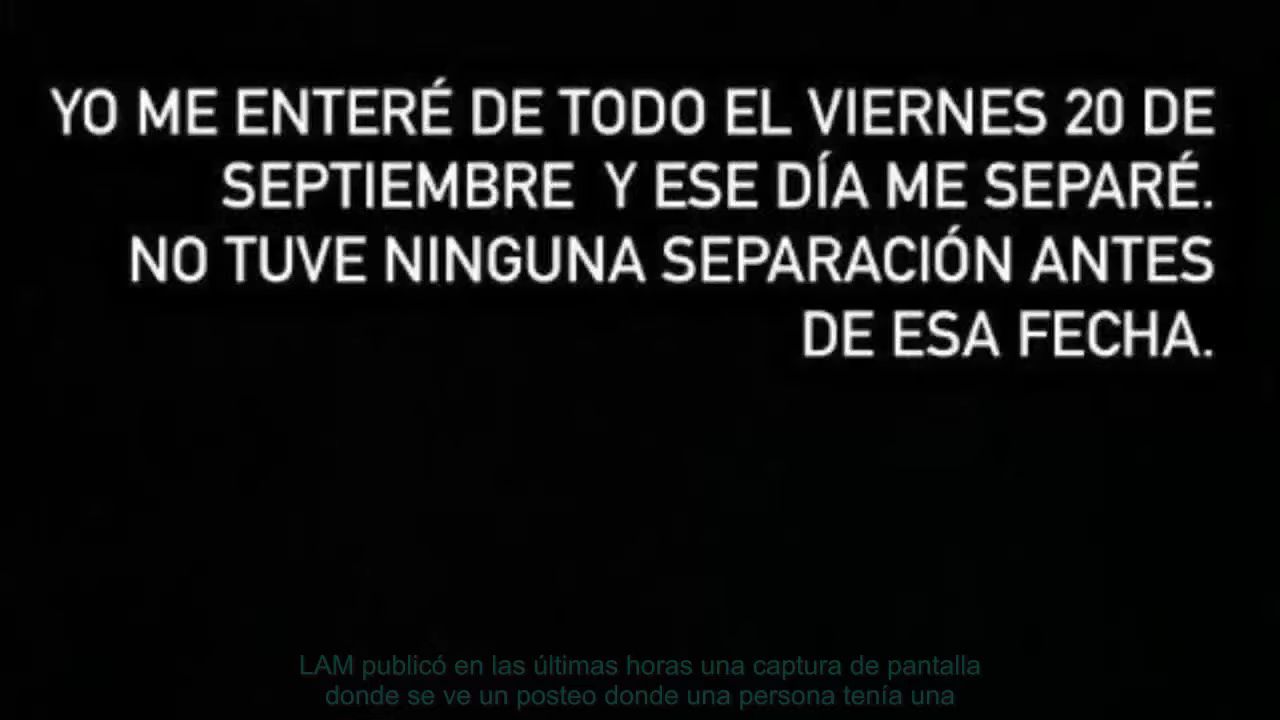 YO ME ENTERÉ DE TODO EL VIERNES 20 DE
SEPTIEMBRE Y ESE DÍA ME SEPARÉ.
NO TUVE NINGUNA SEPARACIÓN ANTES
DE ESA FECHA.
LAM publicó en las últimas horas una captura de pantalla
donde se ve un posteo donde una persona tenía una